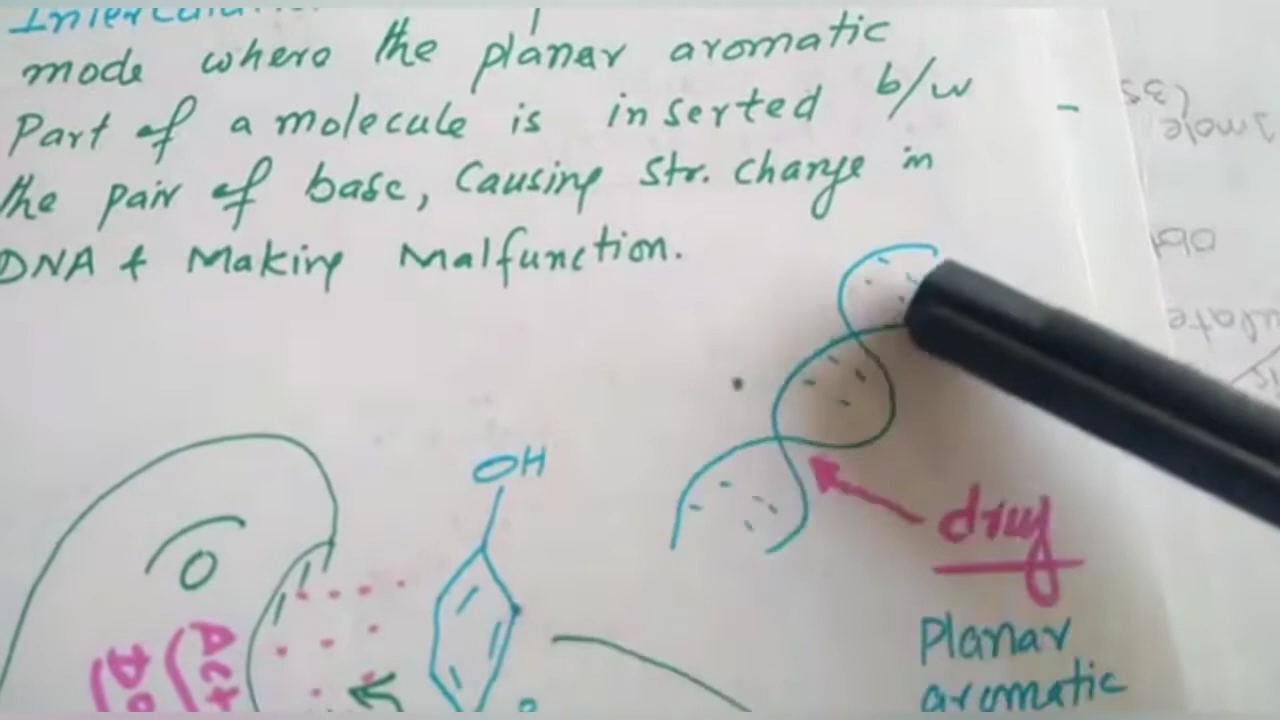 mode where the planar aromatic
Part of a molecule is inserted b/w
the pair of base, Causing Str. change in
DNA & Making Malfunction.
OH
drug
Planar
aromatic